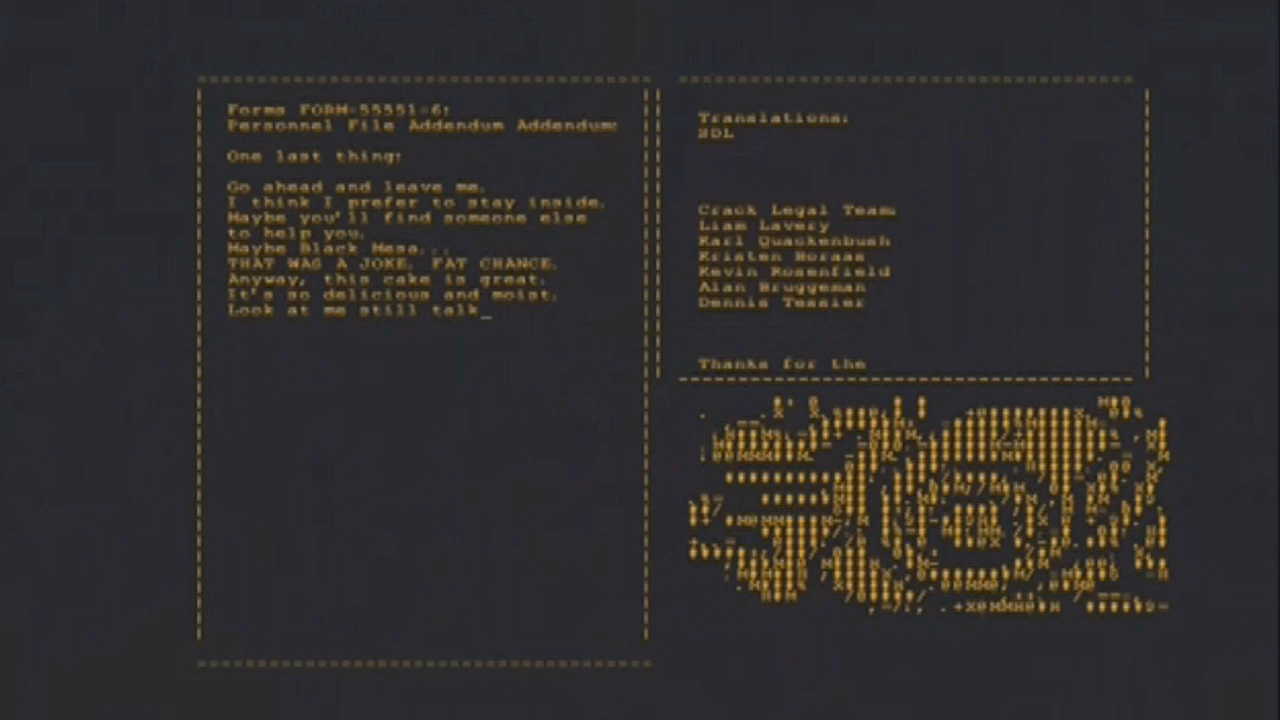 Forms FORM-55551-6:
Personnel File Addendum Addendum:
One last thing:
Go ahead and leave me.
I think I prefer to stay inside.
Maybe you'll find someone else
to help you.
Maybe Black Mesa...
THAT WAS A JOKE. FAT CHANCE.
Anyway, this cake is great.
It's so delicious and moist.
Look at me still talk_
Translations:
SDL
Crack Legal Team:
Liam Lavery
Karl Quackenbush
Kristen Boraas
Kevin Rosenfield
Alan Bruggeman
Dennis Tessier
Thanks for the